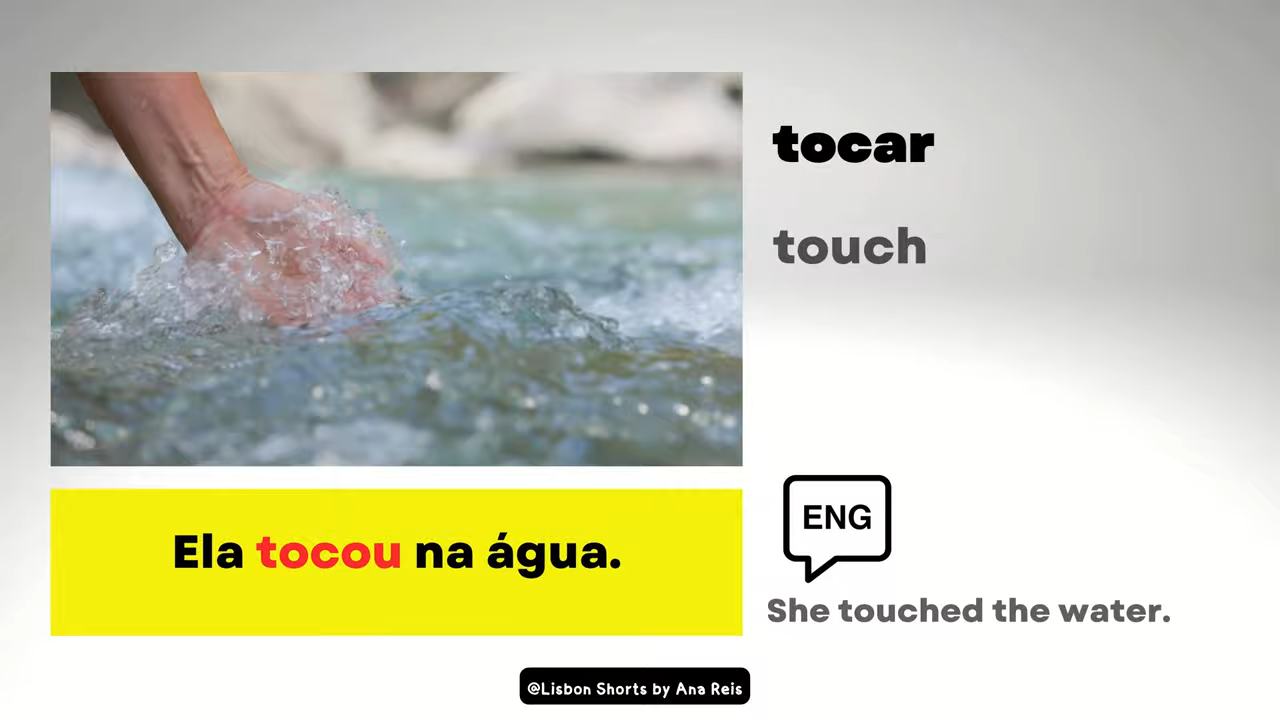 tocar
touch
Ela tocou na água.
ENG
She touched the water.
@Lisbon Shorts by Ana Reis